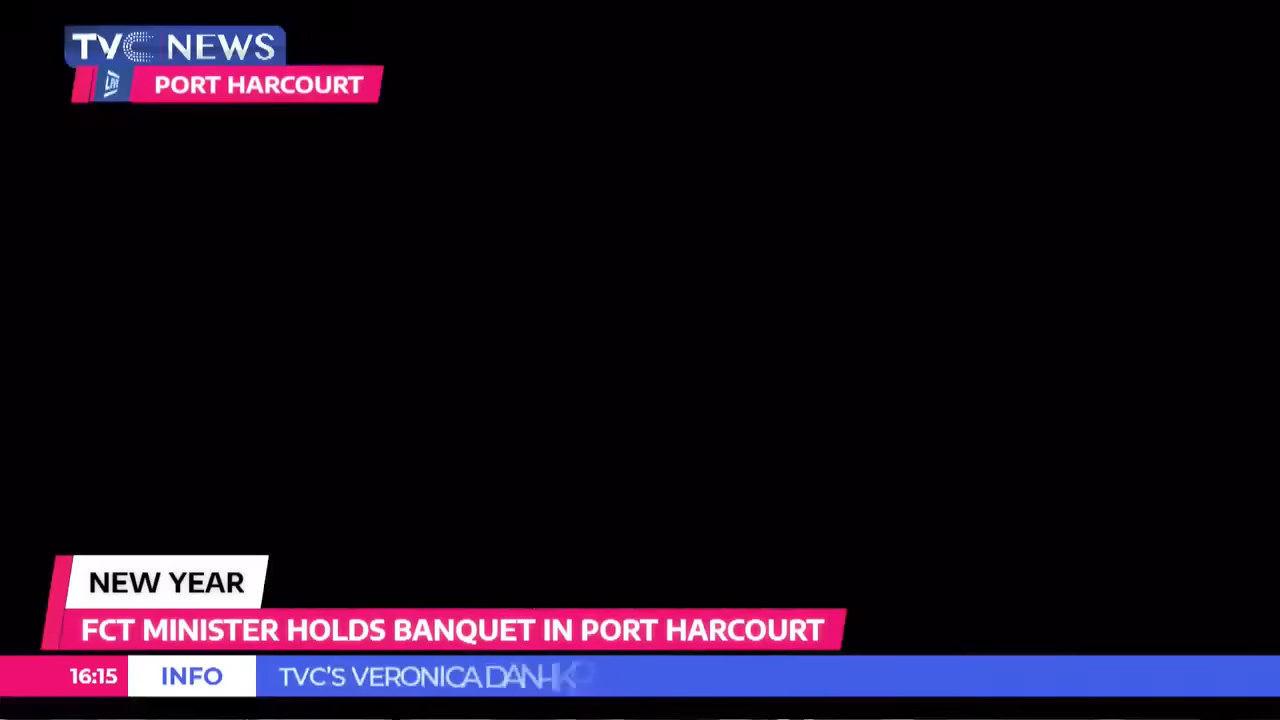 TVC NEWS
PORT HARCOURT
NEW YEAR
FCT MINISTER HOLDS BANQUET IN PORT HARCOURT
16:15 INFO TVC'S VERONICA